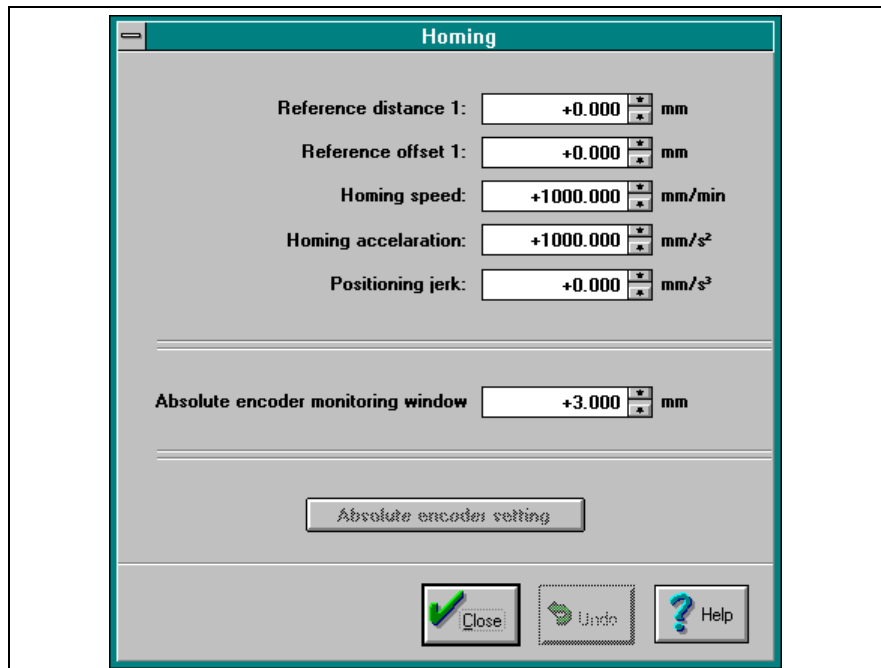 Homing
Reference distance 1: +0.000 mm
Reference offset 1: +0.000 mm
Homing speed: +1000.000 mm/min
Homing accelaration: +1000.000 mm/s²
Positioning jerk: +0.000 mm/s³
Absolute encoder monitoring window +3.000 mm
Absolute encoder setting
Close Undo Help